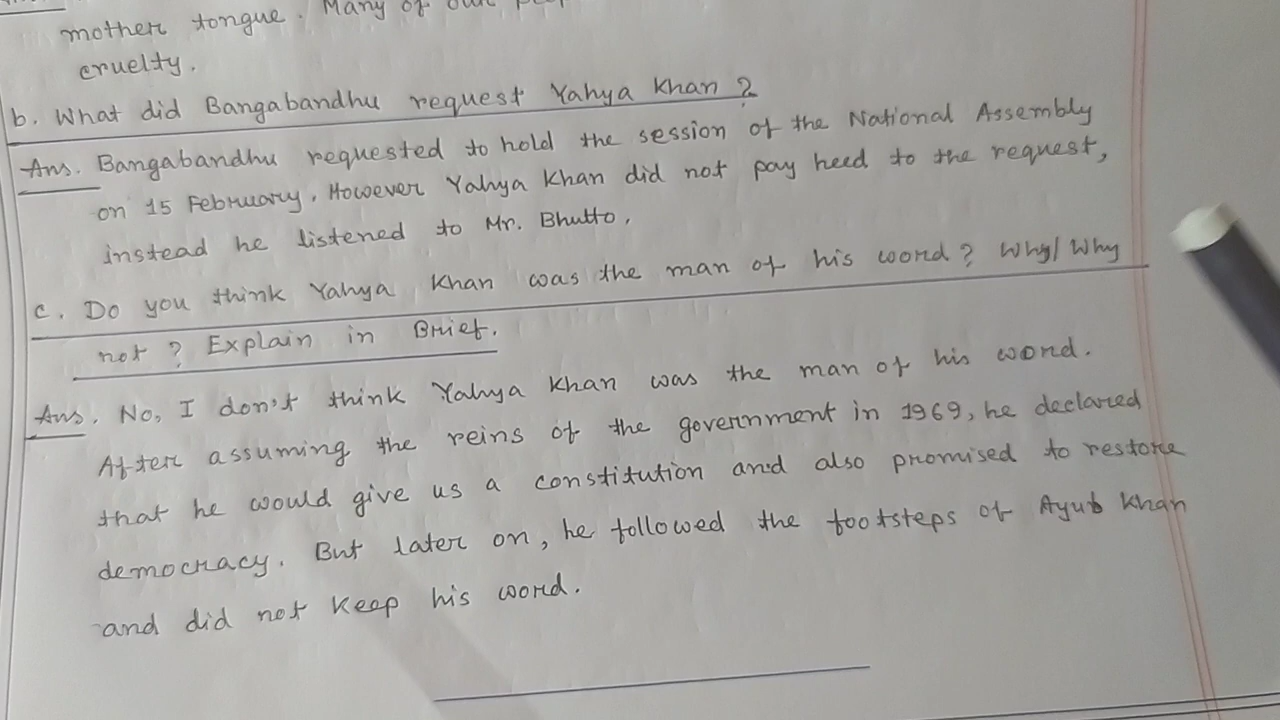 mother tongue. Many of our
cruelty.
b. What did Bangabandhu request Yahya Khan ?
Ans. Bangabandhu requested to hold the session of the National Assembly
on 15 February. However Yahya Khan did not pay heed to the request,
instead he listened to Mr. Bhutto.
c. Do you think Yahya Khan was the man of his word? Why/Why
not ? Explain in Brief.
Ans. No, I don't think Yahya Khan was the man of his word.
After assuming the reins of the government in 1969, he declared
that he would give us a constitution and also promised to restore
democracy. But later on, he followed the footsteps of Ayub Khan
and did not keep his word.